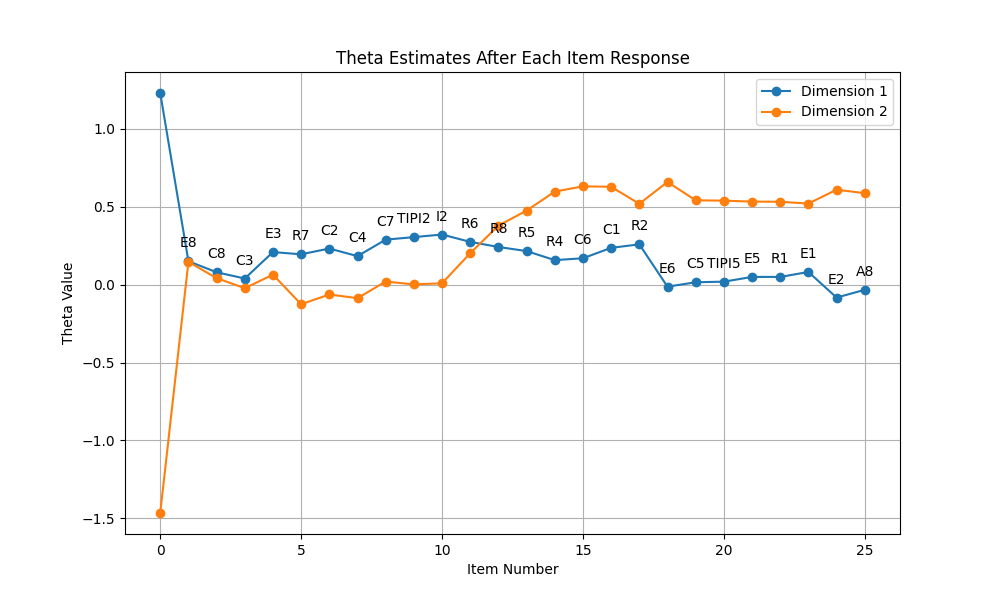 Theta Estimates After Each Item Response
Dimension 1
Dimension 2
Theta Value
1.0
0.5
0.0
−0.5
−1.0
−1.5
E8
C8
C3
E3
R7
C2
C4
C7
TIPI2
I2
R6
R8
R5
R4
C6
C1
R2
E6
C5
TIPI5
E5
R1
E1
E2
A8
0 5 10 15 20 25
Item Number